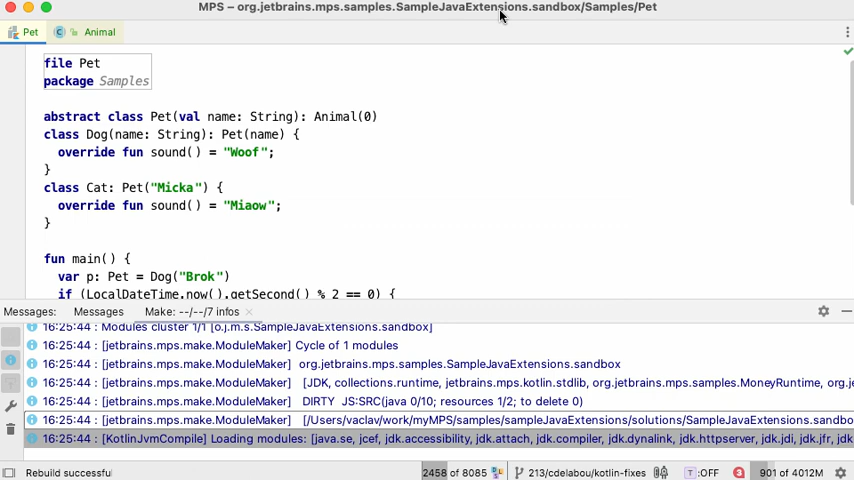 MPS – org.jetbrains.mps.samples.SampleJavaExtensions.sandbox/Samples/Pet
Pet
C Animal
file Pet
package Samples
abstract class Pet(val name: String): Animal(0)
class Dog(name: String): Pet(name) {
override fun sound() = "Woof";
}
class Cat: Pet("Micka") {
override fun sound() = "Miaow";
}
fun main() {
var p: Pet = Dog("Brok")
if (LocalDateTime.now().getSecond() % 2 == 0) {
Messages: Messages Make: --/--/7 infos
16:25:44 : Modules cluster 1/1 [o.j.m.s.SampleJavaExtensions.sandbox]
16:25:44 : [jetbrains.mps.make.ModuleMaker] Cycle of 1 modules
16:25:44 : [jetbrains.mps.make.ModuleMaker] org.jetbrains.mps.samples.SampleJavaExtensions.sandbox
16:25:44 : [jetbrains.mps.make.ModuleMaker] [JDK, collections.runtime, jetbrains.mps.kotlin.stdlib, org.jetbrains.mps.samples.MoneyRuntime, org.j
16:25:44 : [jetbrains.mps.make.ModuleMaker] DIRTY JS:SRC(java 0/10; resources 1/2; to delete 0)
16:25:44 : [jetbrains.mps.make.ModuleMaker] [/Users/vaclav/work/myMPS/samples/sampleJavaExtensions/solutions/SampleJavaExtensions.sandbo
16:25:44 : [KotlinJvmCompile] Loading modules: [java.se, jcef, jdk.accessibility, jdk.attach, jdk.compiler, jdk.dynalink, jdk.httpserver, jdk.jdi, jdk.jfr, jdk
Rebuild successful 2458 of 8085 213/cdelabou/kotlin-fixes T :OFF 3 901 of 4012M